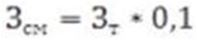 З_см = З_т * 0,1